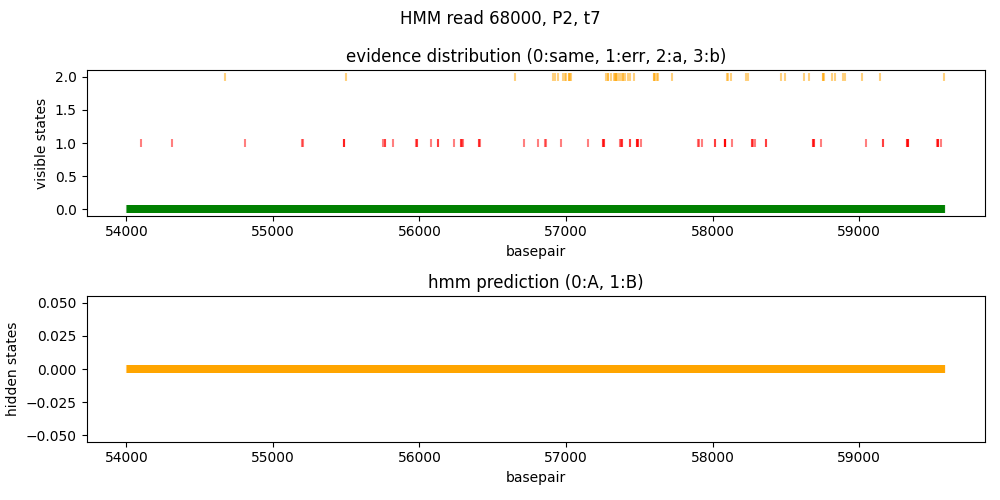 HMM read 68000, P2, t7
evidence distribution (0:same, 1:err, 2:a, 3:b)
visible states
2.0
1.5
1.0
0.5
0.0
54000 55000 56000 57000 58000 59000
basepair
hmm prediction (0:A, 1:B)
hidden states
0.050
0.025
0.000
−0.025
−0.050
54000 55000 56000 57000 58000 59000
basepair